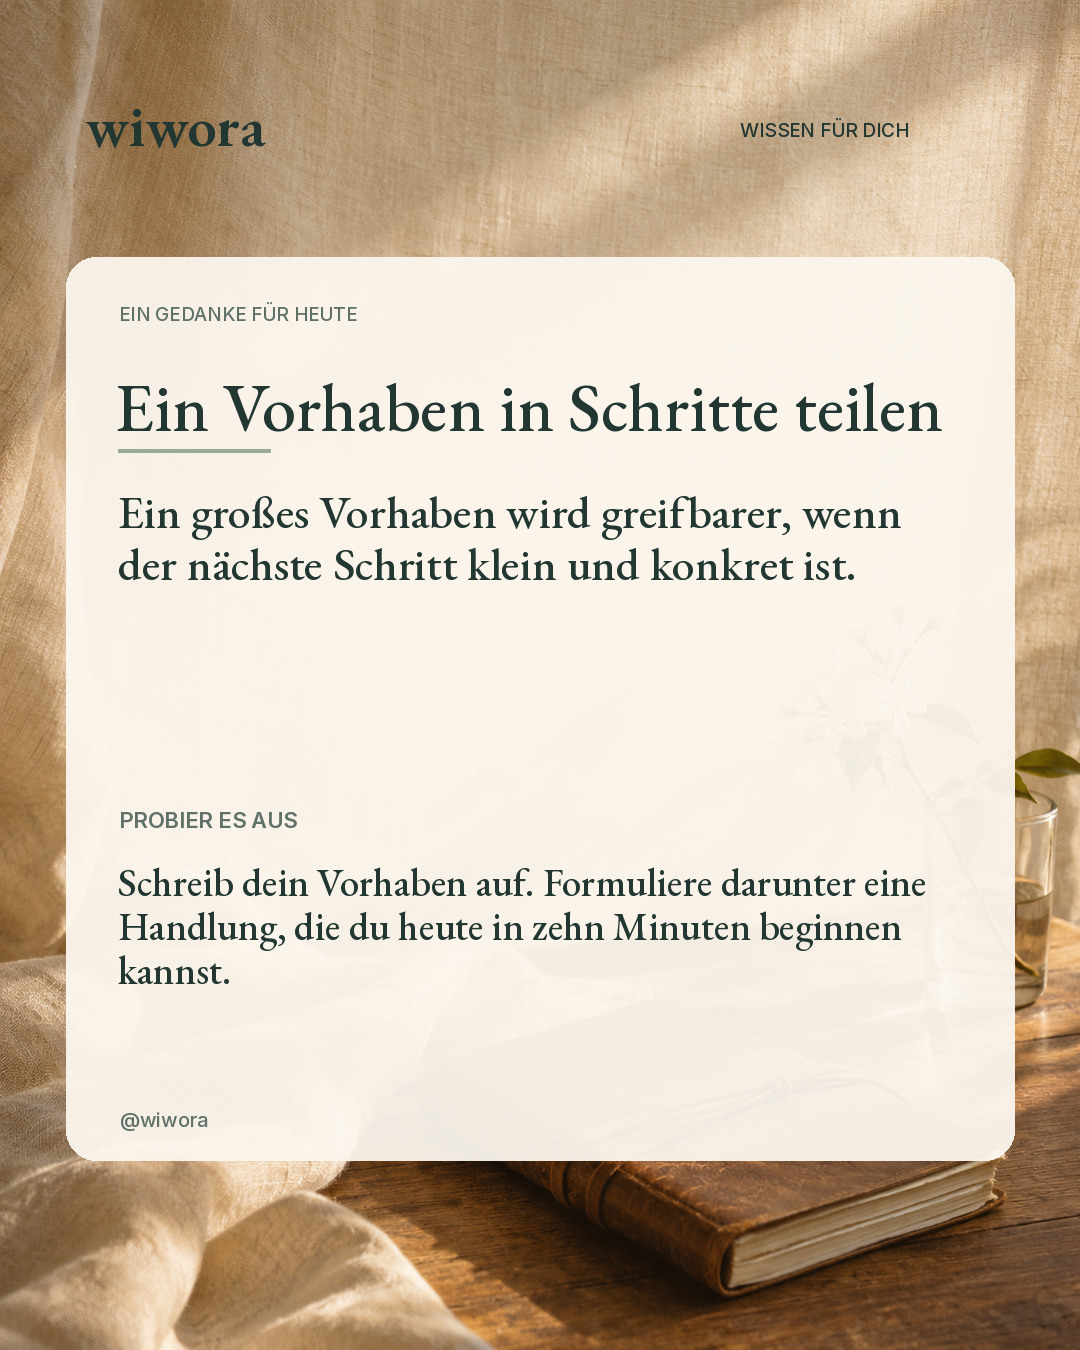 wiwora
WISSEN FÜR DICH
EIN GEDANKE FÜR HEUTE
Ein Vorhaben in Schritte teilen
Ein großes Vorhaben wird greifbarer, wenn
der nächste Schritt klein und konkret ist.
PROBIER ES AUS
Schreib dein Vorhaben auf. Formuliere darunter eine
Handlung, die du heute in zehn Minuten beginnen
kannst.
@wiwora